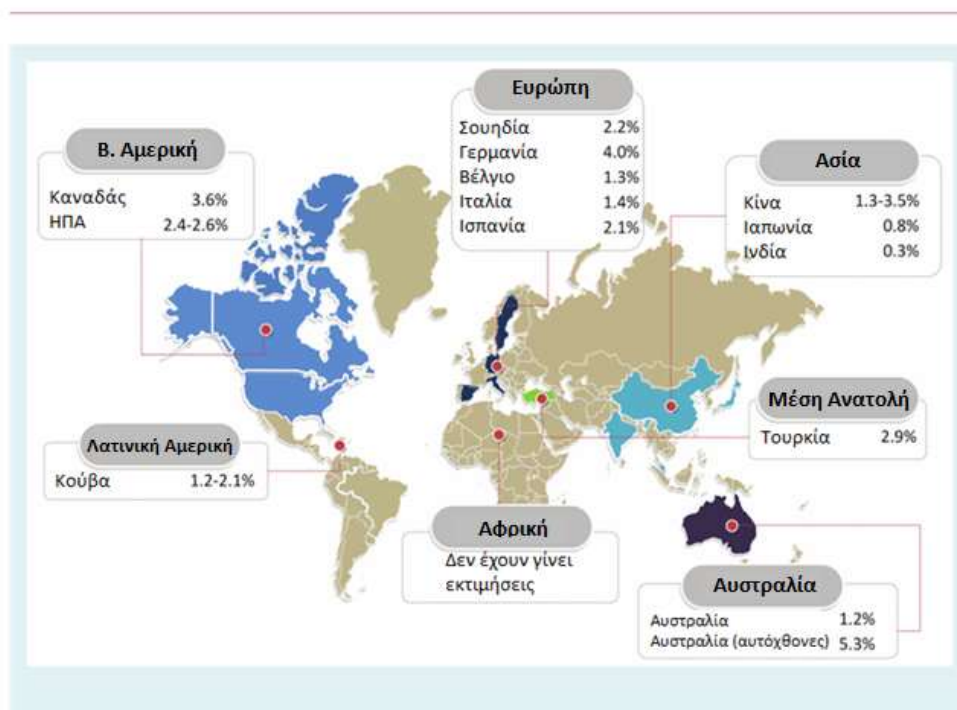 Ευρώπη
Σουηδία 2.2%
Γερμανία 4.0%
Βέλγιο 1.3%
Ιταλία 1.4%
Ισπανία 2.1%
Β. Αμερική
Καναδάς 3.6%
ΗΠΑ 2.4-2.6%
Ασία
Κίνα 1.3-3.5%
Ιαπωνία 0.8%
Ινδία 0.3%
Μέση Ανατολή
Τουρκία 2.9%
Λατινική Αμερική
Κούβα 1.2-2.1%
Αφρική
Δεν έχουν γίνει
εκτιμήσεις
Αυστραλία
Αυστραλία 1.2%
Αυστραλία (αυτόχθονες) 5.3%